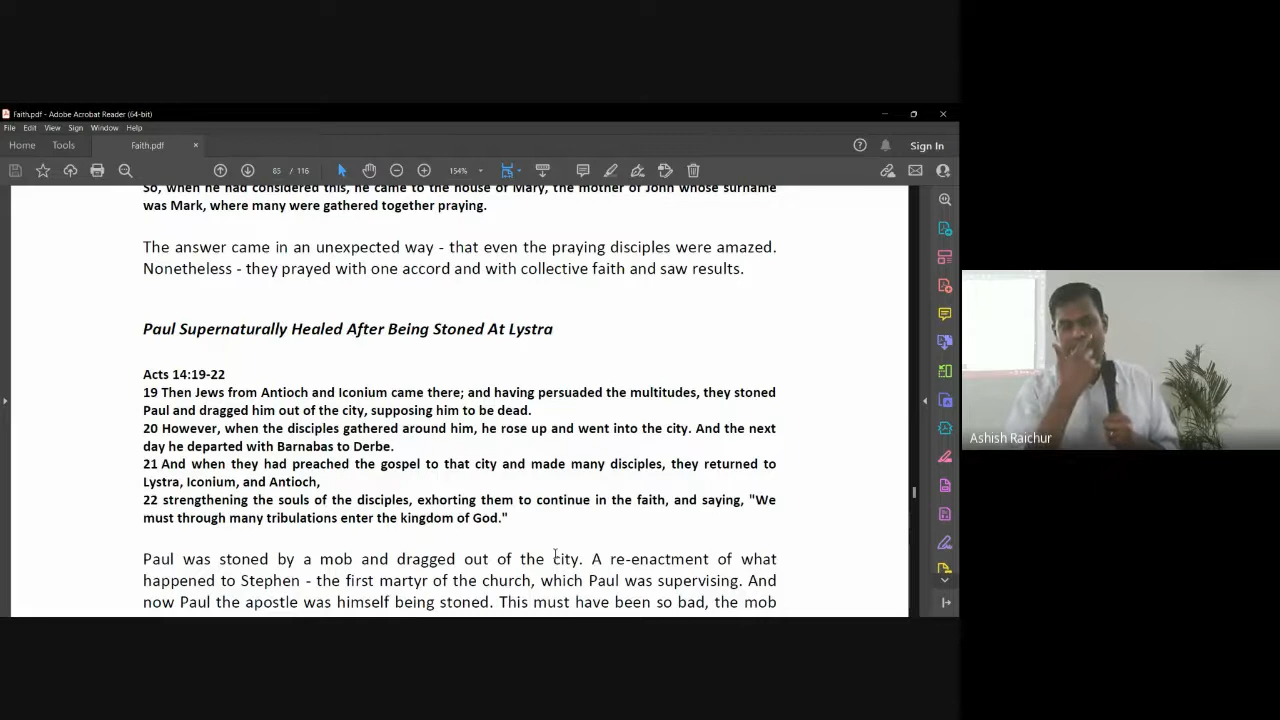 Faith.pdf - Adobe Acrobat Reader (64-bit)
File Edit View Sign Window Help
Home Tools Faith.pdf × Sign In
85 / 116 154%
So, when he had considered this, he came to the house of Mary, the mother of John whose surname
was Mark, where many were gathered together praying.
The answer came in an unexpected way - that even the praying disciples were amazed.
Nonetheless - they prayed with one accord and with collective faith and saw results.
Paul Supernaturally Healed After Being Stoned At Lystra
Acts 14:19-22
19 Then Jews from Antioch and Iconium came there; and having persuaded the multitudes, they stoned
Paul and dragged him out of the city, supposing him to be dead.
20 However, when the disciples gathered around him, he rose up and went into the city. And the next
day he departed with Barnabas to Derbe.
21 And when they had preached the gospel to that city and made many disciples, they returned to
Lystra, Iconium, and Antioch,
22 strengthening the souls of the disciples, exhorting them to continue in the faith, and saying, "We
must through many tribulations enter the kingdom of God."
Paul was stoned by a mob and dragged out of the city. A re-enactment of what
happened to Stephen - the first martyr of the church, which Paul was supervising. And
now Paul the apostle was himself being stoned. This must have been so bad, the mob
Ashish Raichur